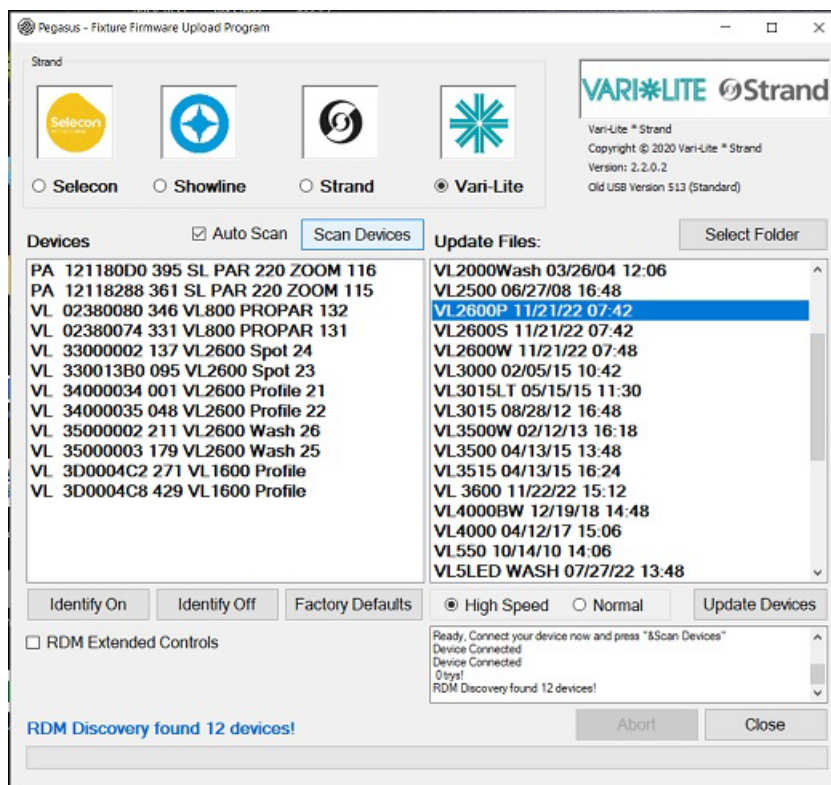 Pegasus - Fixture Firmware Upload Program
Strand
Selecon
Selecon
Showline
Strand
Vari-Lite
VARI*LITE Strand
Vari-Lite * Strand
Copyright © 2020 Vari-Lite * Strand
Version: 2.2.0.2
Old USB Version 513 (Standard)
Devices
Auto Scan
Scan Devices
Update Files:
Select Folder
PA 121180D0 395 SL PAR 220 ZOOM 116
PA 12118288 361 SL PAR 220 ZOOM 115
VL 02380080 346 VL800 PROPAR 132
VL 02380074 331 VL800 PROPAR 131
VL 33000002 137 VL2600 Spot 24
VL 330013B0 095 VL2600 Spot 23
VL 34000034 001 VL2600 Profile 21
VL 34000035 048 VL2600 Profile 22
VL 35000002 211 VL2600 Wash 26
VL 35000003 179 VL2600 Wash 25
VL 3D0004C2 271 VL1600 Profile
VL 3D0004C8 429 VL1600 Profile
VL2000Wash 03/26/04 12:06
VL2500 06/27/08 16:48
VL2600P 11/21/22 07:42
VL2600S 11/21/22 07:42
VL2600W 11/21/22 07:48
VL3000 02/05/15 10:42
VL3015LT 05/15/15 11:30
VL3015 08/28/12 16:48
VL3500W 02/12/13 16:18
VL3500 04/13/15 13:48
VL3515 04/13/15 16:24
VL 3600 11/22/22 15:12
VL4000BW 12/19/18 14:48
VL4000 04/12/17 15:06
VL550 10/14/10 14:06
VL5LED WASH 07/27/22 13:48
Identify On
Identify Off
Factory Defaults
High Speed
Normal
Update Devices
RDM Extended Controls
Ready, Connect your device now and press "&Scan Devices"
Device Connected
Device Connected
0 trys!
RDM Discovery found 12 devices!
RDM Discovery found 12 devices!
Abort
Close